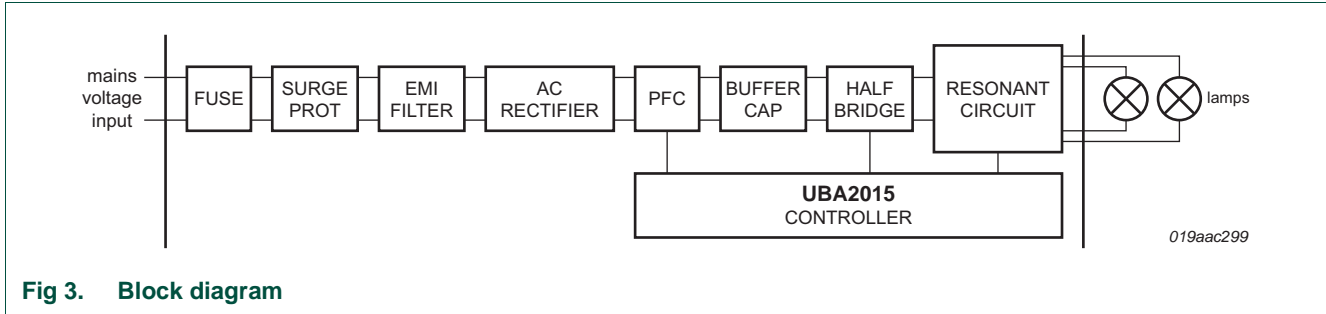 mains
voltage
input
FUSE
SURGE
PROT
EMI
FILTER
AC
RECTIFIER
PFC
BUFFER
CAP
HALF
BRIDGE
RESONANT
CIRCUIT
lamps
UBA2015
CONTROLLER
019aac299
Fig 3. Block diagram